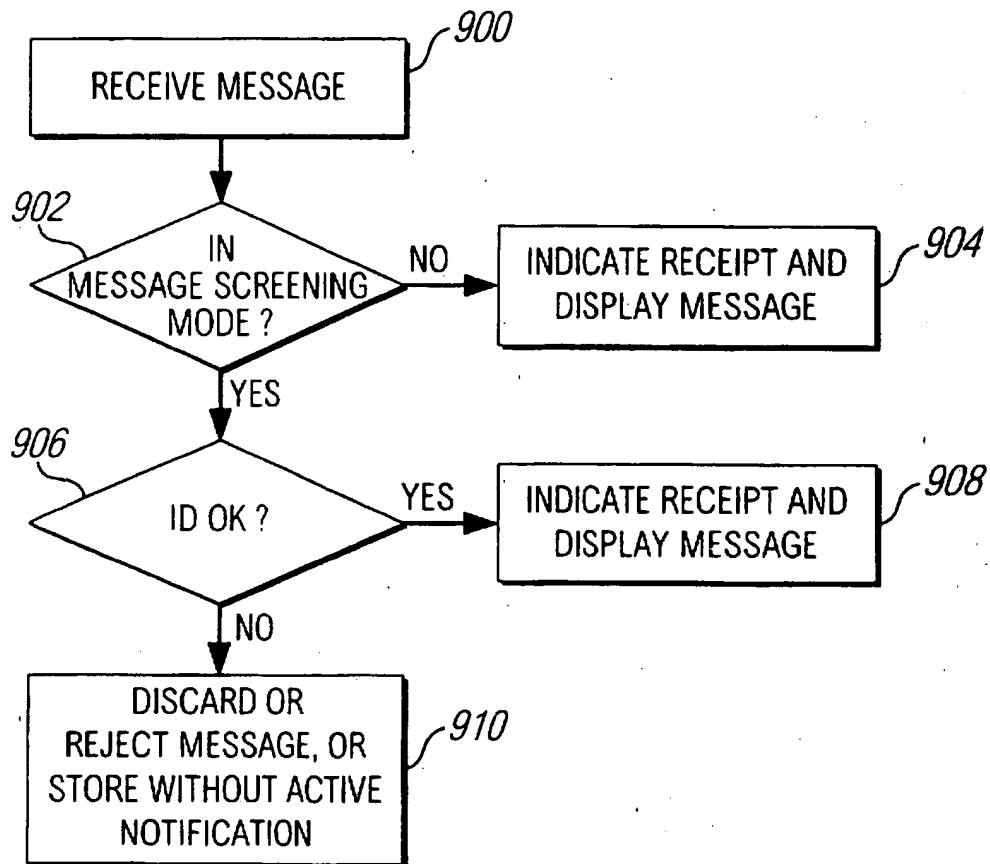 900
RECEIVE MESSAGE
902
IN
MESSAGE SCREENING
MODE ?
NO
INDICATE RECEIPT AND
DISPLAY MESSAGE
904
YES
906
ID OK ?
YES
INDICATE RECEIPT AND
DISPLAY MESSAGE
908
NO
DISCARD OR
REJECT MESSAGE, OR
STORE WITHOUT ACTIVE
NOTIFICATION
910